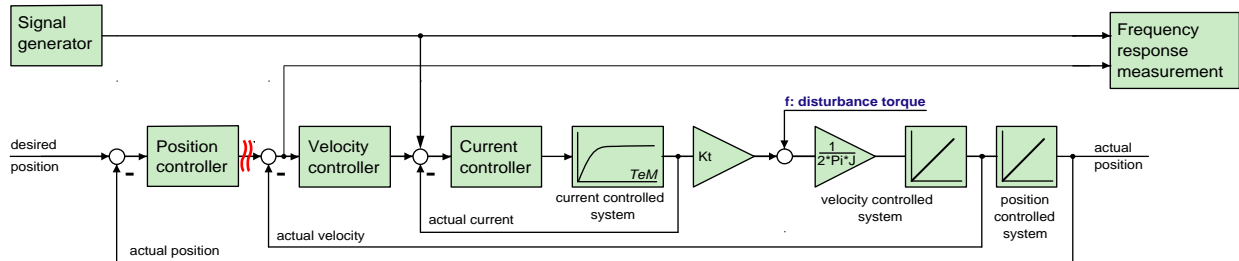 Signal
generator
Frequency
response
measurement
f: disturbance torque
desired
position
Position
controller
Velocity
controller
Current
controller
TeM
current controlled
system
Kt
1
2*Pi*J
velocity controlled
system
position
controlled
system
actual
position
-
-
-
actual current
actual velocity
actual position